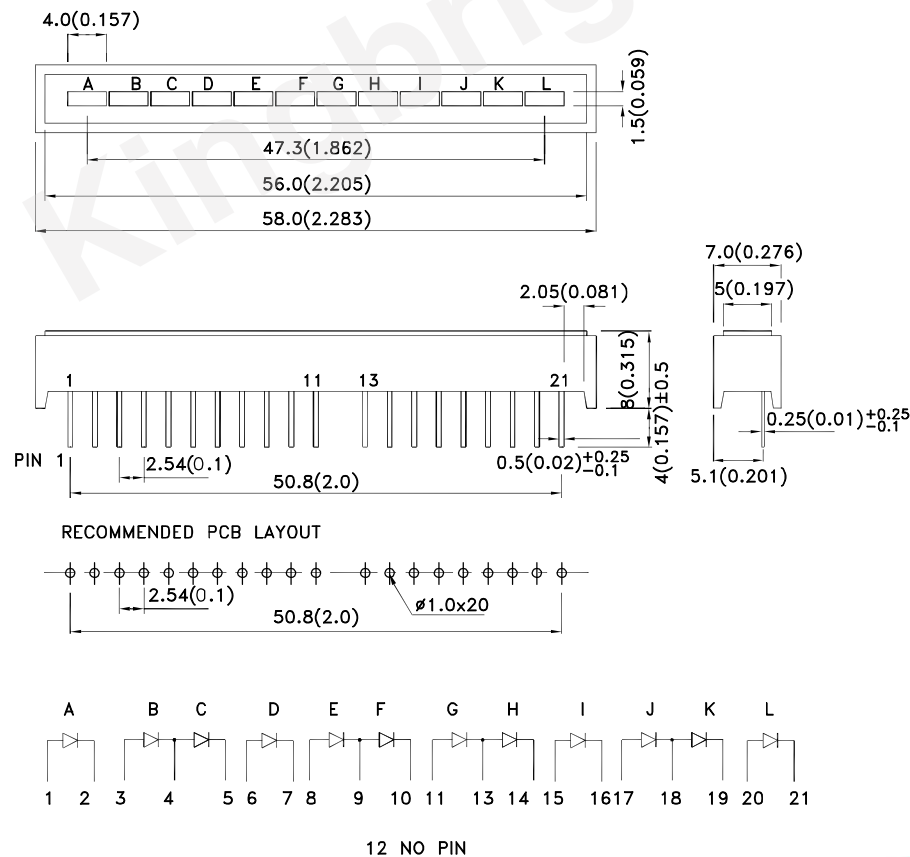 Kingbrig
4.0(0.157)
A B C D E F G H I J K L
1.5(0.059)
47.3(1.862)
56.0(2.205)
58.0(2.283)
7.0(0.276)
5(0.197)
2.05(0.081)
1 11 13 21
8(0.315)
4(0.157)±0.5
0.25(0.01)+0.25 -0.1
PIN 1
2.54(0.1)
0.5(0.02)+0.25 -0.1
5.1(0.201)
50.8(2.0)
RECOMMENDED PCB LAYOUT
2.54(0.1)
ø1.0x20
50.8(2.0)
A B C D E F G H I J K L
1 2 3 4 5 6 7 8 9 10 11 13 14 15 16 17 18 19 20 21
12 NO PIN